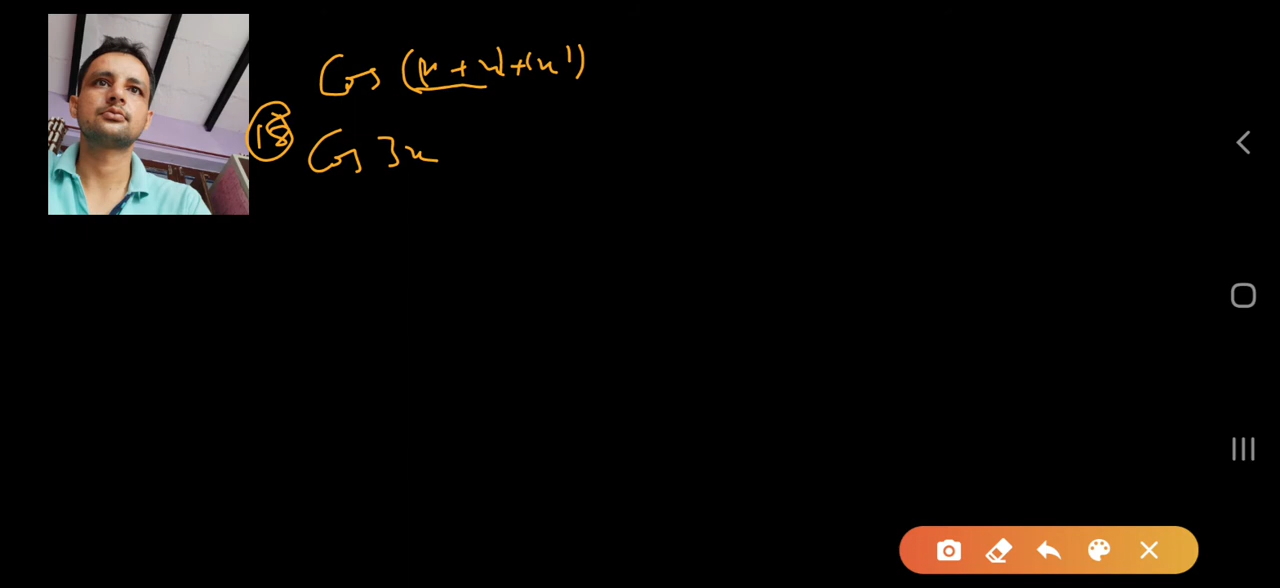 Cos (x + x) + (x')
(18) Cos 3x